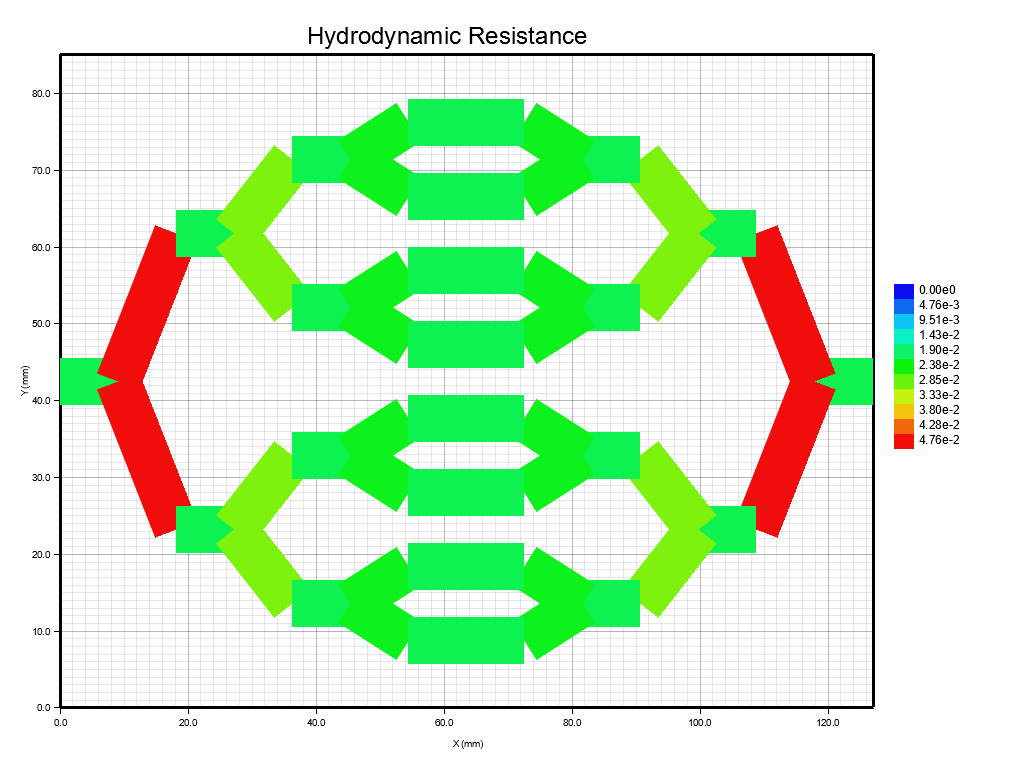 Hydrodynamic Resistance
80.0
70.0
60.0
50.0
40.0
30.0
20.0
10.0
0.0
Y (mm)
0.0 20.0 40.0 60.0 80.0 100.0 120.0
X (mm)
0.00e0
4.76e-3
9.51e-3
1.43e-2
1.90e-2
2.38e-2
2.85e-2
3.33e-2
3.80e-2
4.28e-2
4.76e-2